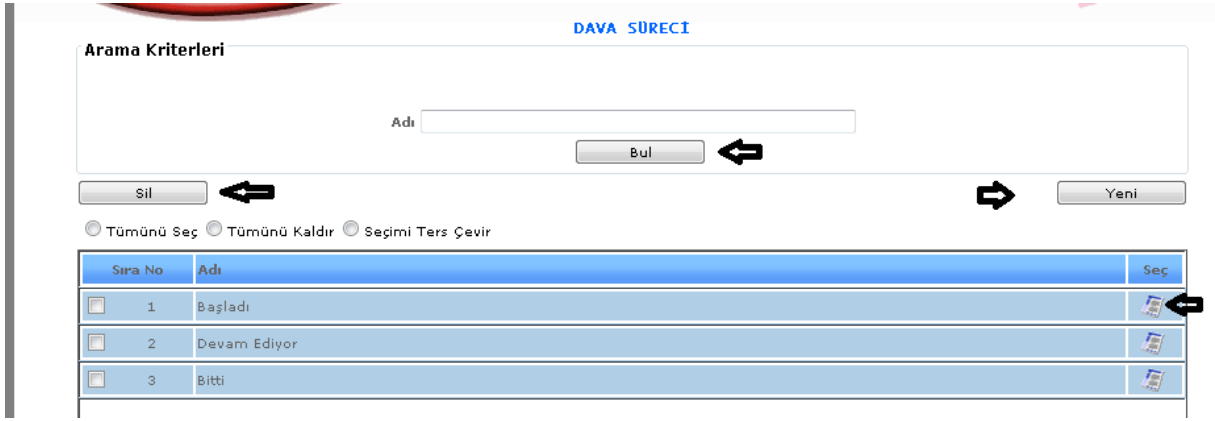 DAVA SÜRECİ
Arama Kriterleri
Adı
Bul
Sil
Yeni
Tümünü Seç Tümünü Kaldır Seçimi Ters Çevir
Sıra No Adı Seç
1 Başladı
2 Devam Ediyor
3 Bitti